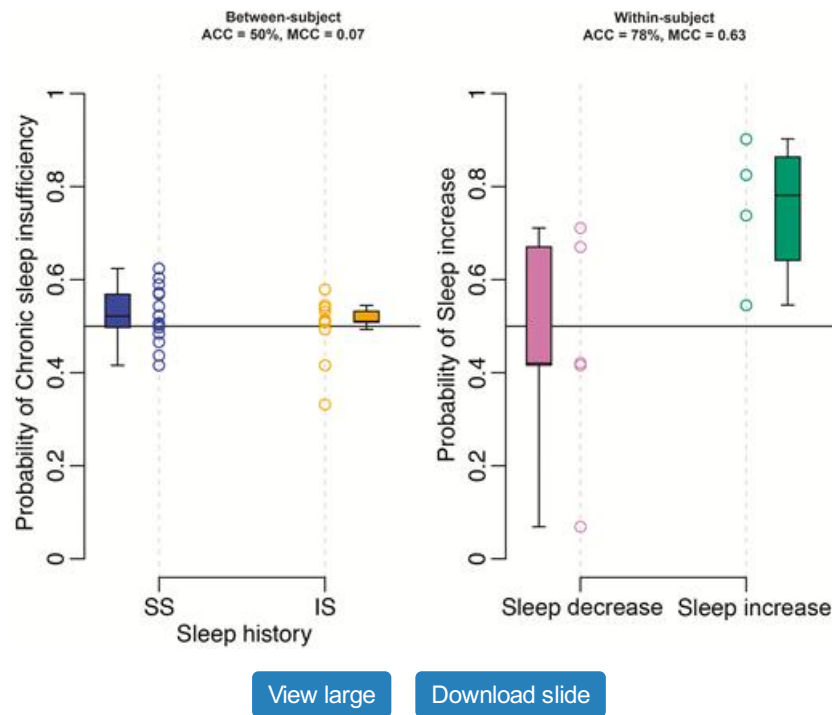 Between-subject
ACC = 50%, MCC = 0.07
Probability of Chronic sleep insufficiency
1
0.8
0.6
0.4
0.2
0
SS
IS
Sleep history
Within-subject
ACC = 78%, MCC = 0.63
Probability of Sleep increase
1
0.8
0.6
0.4
0.2
0
Sleep decrease
Sleep increase
View large
Download slide